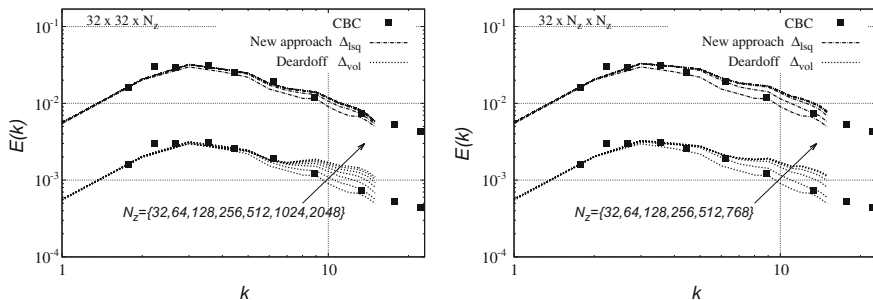 32 x 32 x N_z
CBC
New approach Δ_lsq
Deardoff Δ_vol
10^-1
10^-2
10^-3
10^-4
E(k)
N_z={32,64,128,256,512,1024,2048}
1
10
k
32 x N_z x N_z
CBC
New approach Δ_lsq
Deardoff Δ_vol
10^-1
10^-2
10^-3
10^-4
E(k)
N_z={32,64,128,256,512,768}
1
10
k